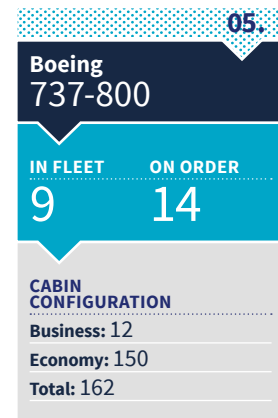 05.
Boeing
737-800
IN FLEET ON ORDER
9 14
CABIN
CONFIGURATION
Business: 12
Economy: 150
Total: 162